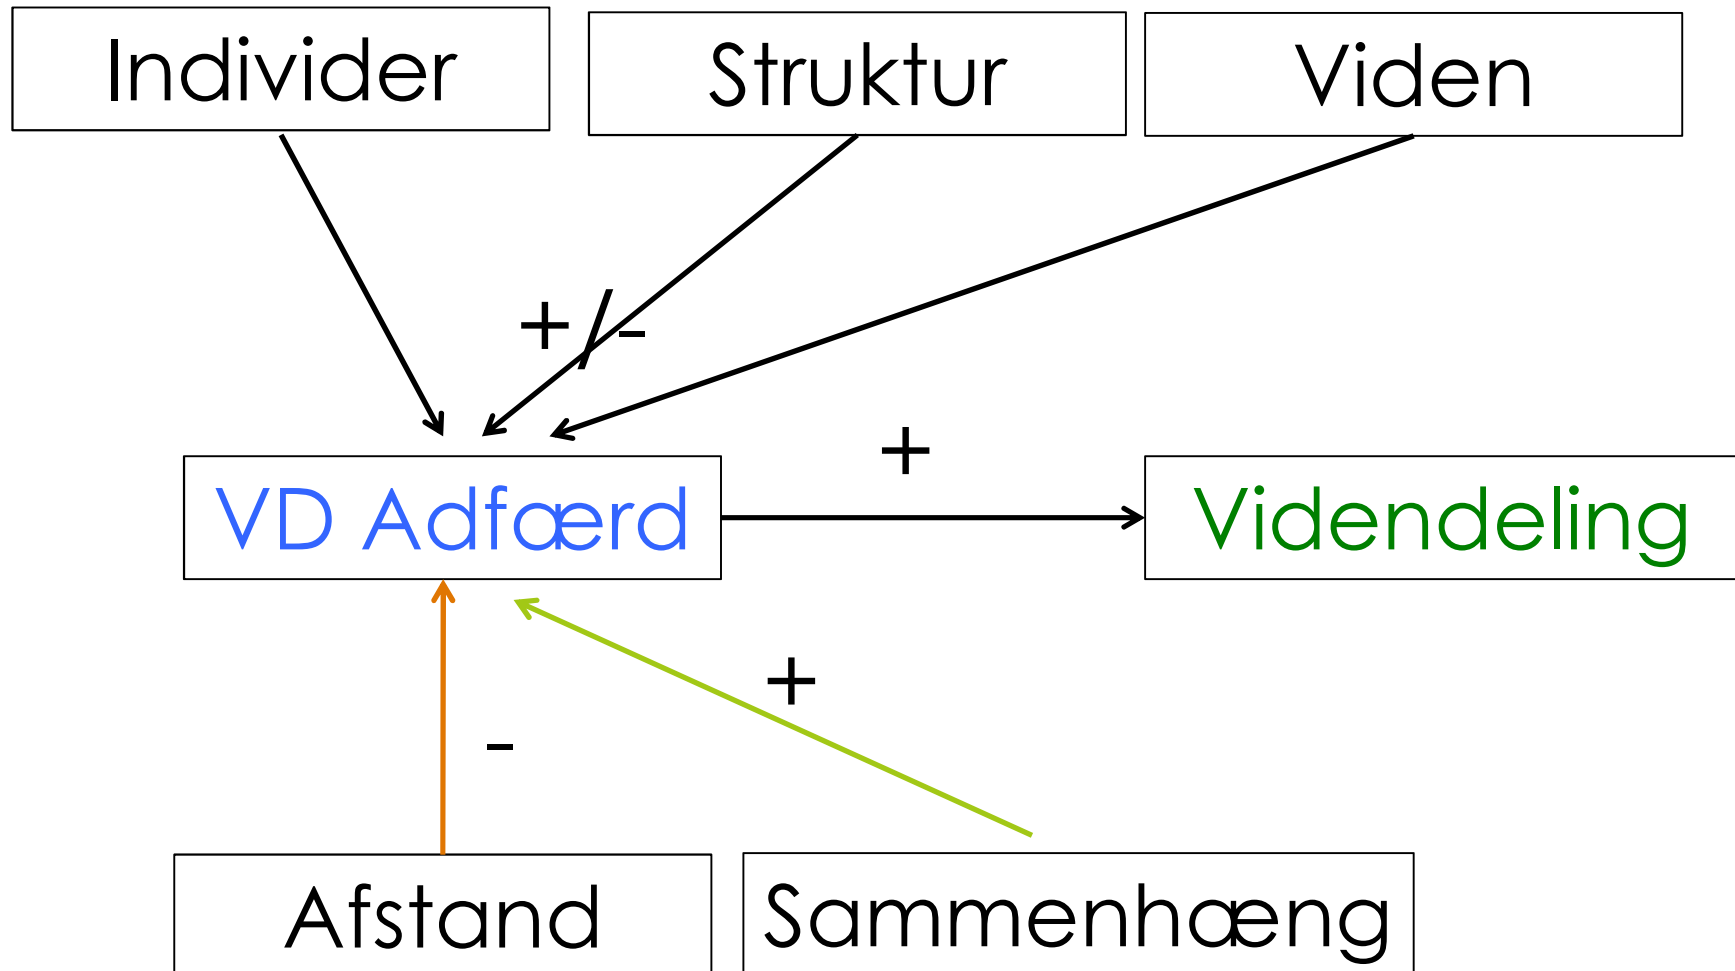 Individer
Struktur
Viden
+/-
+
VD Adfærd
Videndeling
+
-
Afstand
Sammenhæng